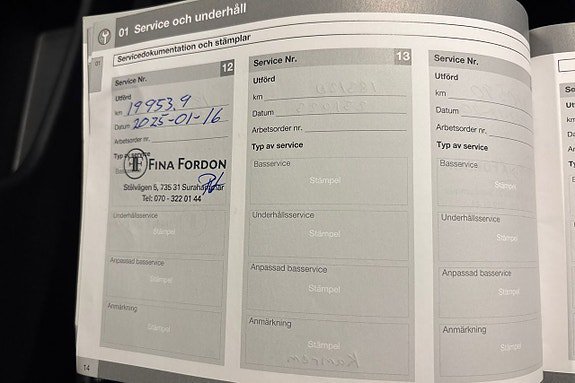 01 Service och underhåll
Servicedokumentation och stämplar
01
Service Nr. 12
Utförd
km 19953.9
Datum 2025-01-16
Arbetsorder nr.
Typ av service
FINA FORDON
Stålvägen 5, 735 31 Surahammar
Tel: 070 - 322 01 44
Underhållsservice
Stämpel
Anpassad basservice
Stämpel
Anmärkning
Stämpel
14
Service Nr. 13
Utförd
km
Datum
Arbetsorder nr.
Typ av service
Basservice
Stämpel
Underhållsservice
Stämpel
Anpassad basservice
Stämpel
Anmärkning
Stämpel
Service Nr.
Utförd
km
Datum
Arbetsorder nr.
Typ av service
Basservice
Stämpel
Underhållsservice
Stämpel
Anpassad basservice
Stämpel
Anmärkning
Stämpel